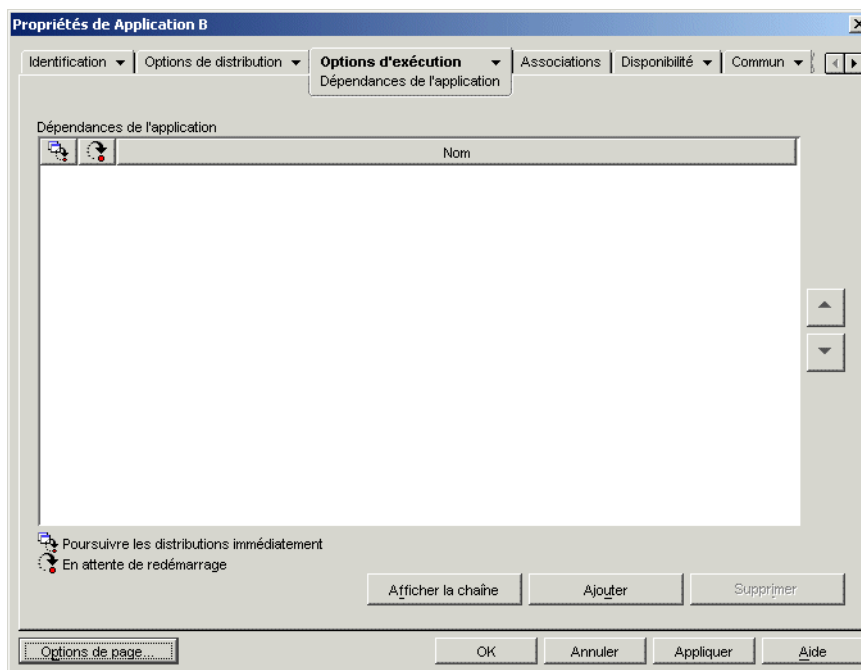 Propriétés de Application B
Identification Options de distribution Options d'exécution Associations Disponibilité Commun
Dépendances de l'application
Dépendances de l'application
Nom
Poursuivre les distributions immédiatement
En attente de redémarrage
Afficher la chaîne Ajouter Supprimer
Options de page... OK Annuler Appliquer Aide